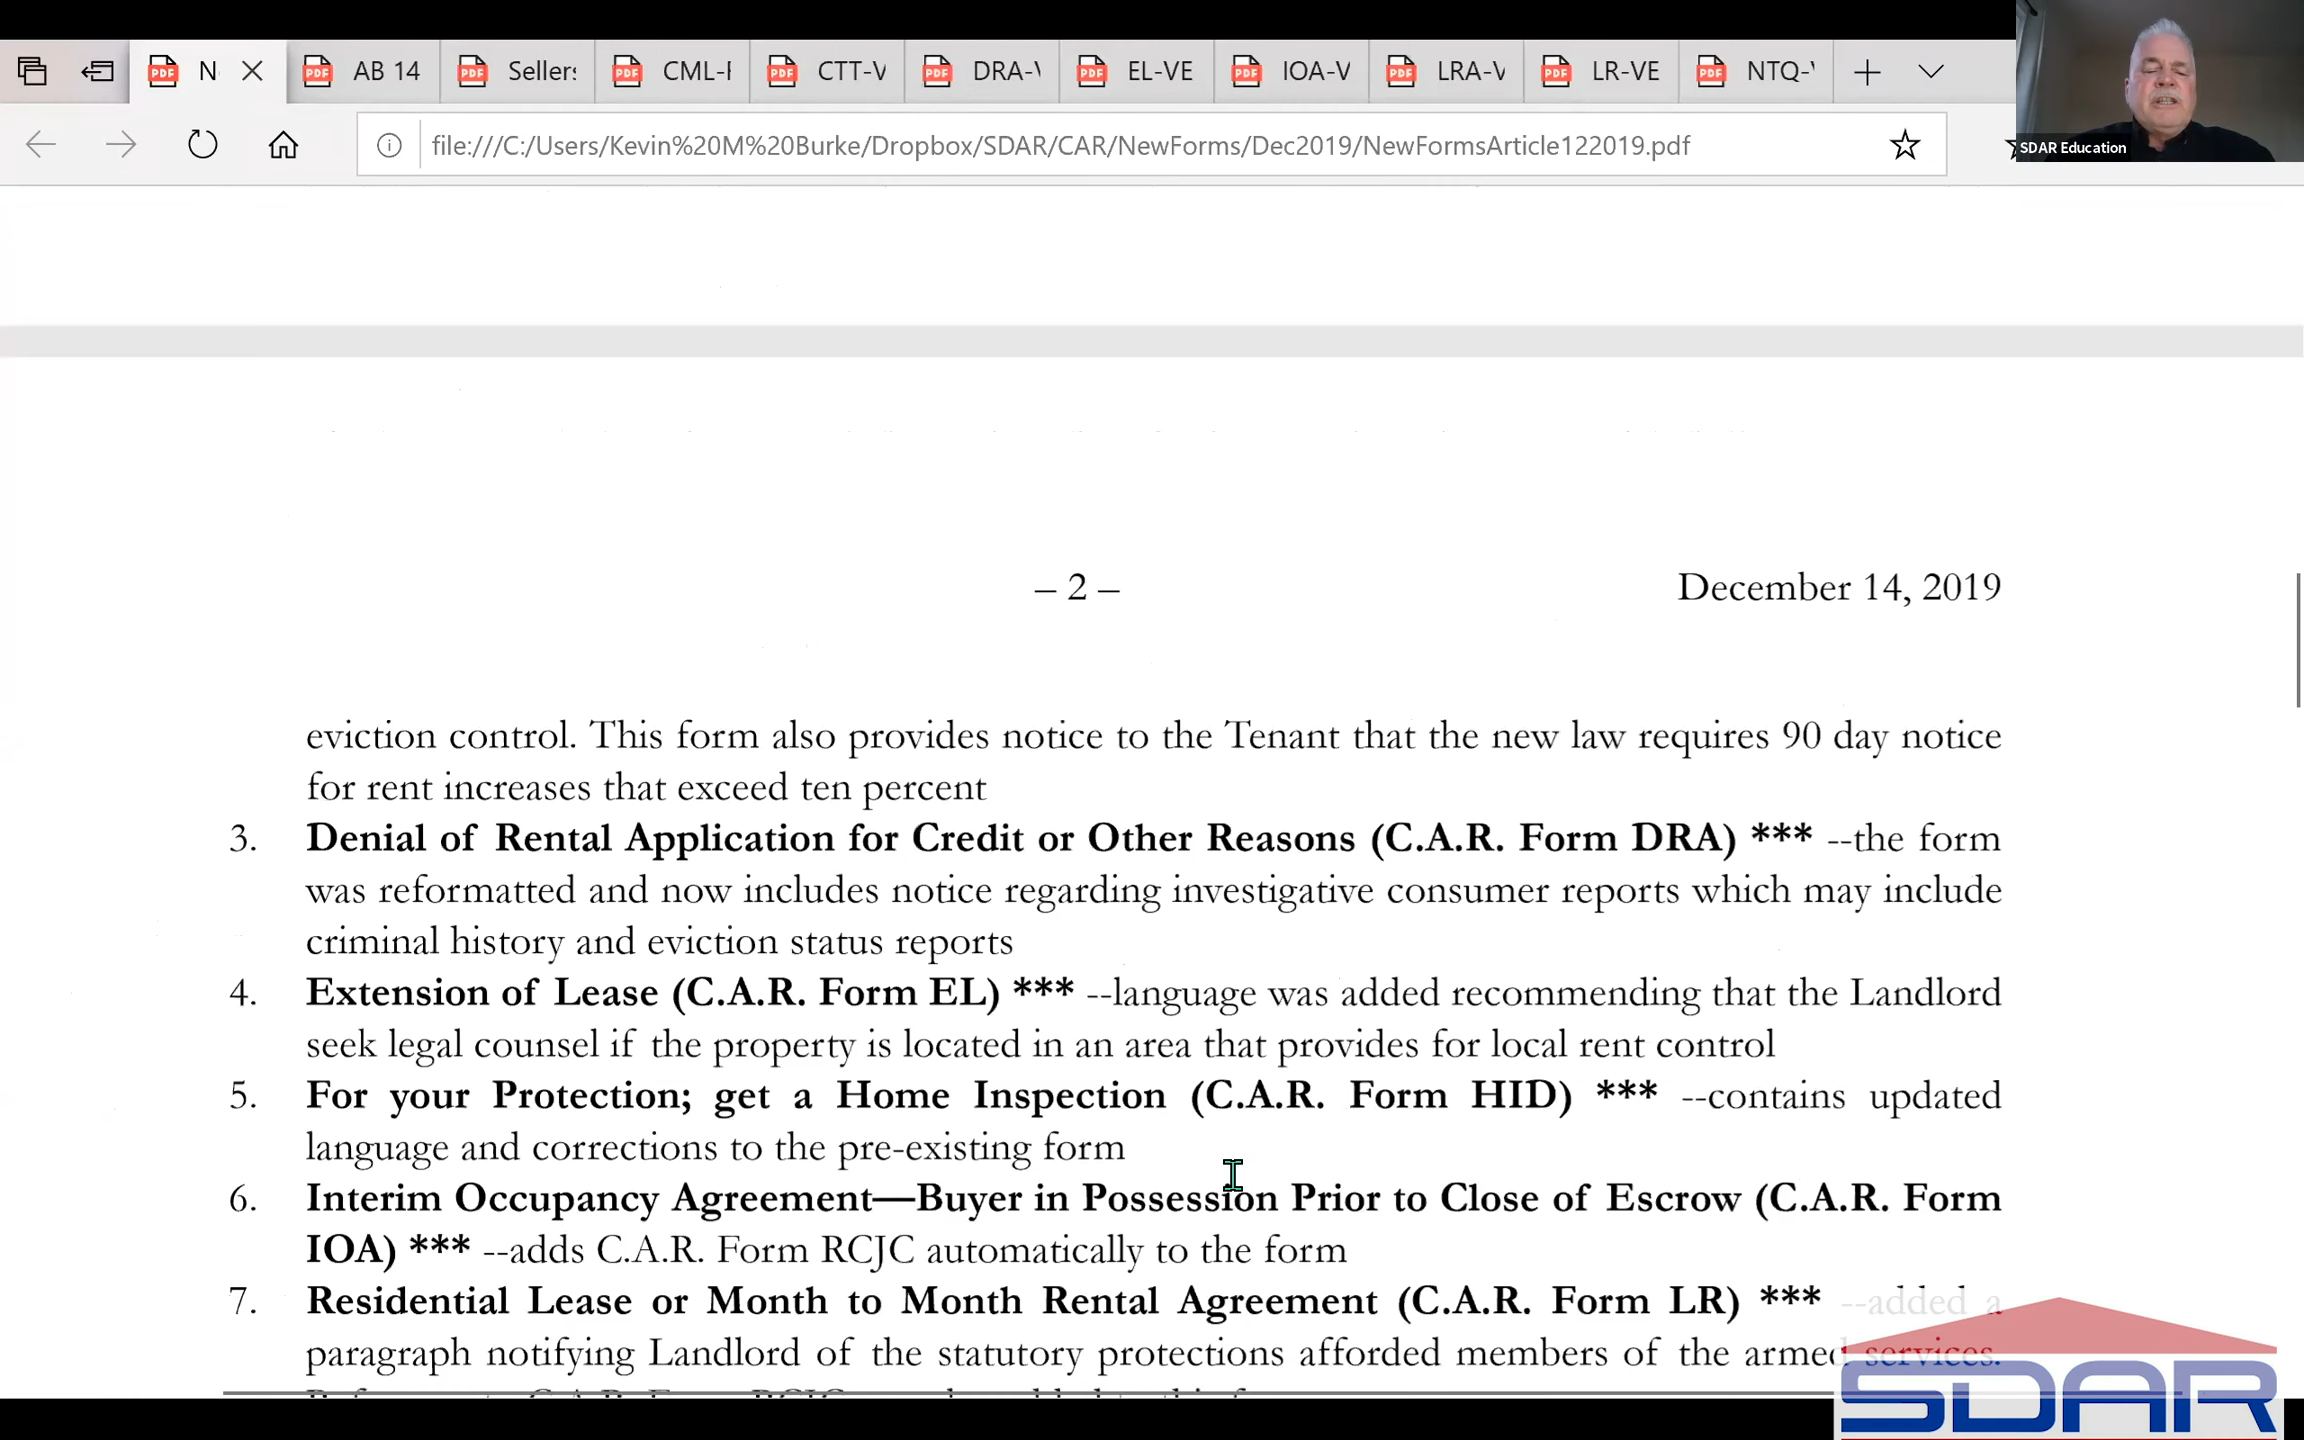 N
AB 14
Sellers
CML-F
CTT-V
DRA-V
EL-VE
IOA-V
LRA-V
LR-VE
NTQ-V
file:///C:/Users/Kevin%20M%20Burke/Dropbox/SDAR/CAR/NewForms/Dec2019/NewFormsArticle122019.pdf
SDAR Education
– 2 –
December 14, 2019
eviction control. This form also provides notice to the Tenant that the new law requires 90 day notice
for rent increases that exceed ten percent
3. Denial of Rental Application for Credit or Other Reasons (C.A.R. Form DRA) *** --the form
was reformatted and now includes notice regarding investigative consumer reports which may include
criminal history and eviction status reports
4. Extension of Lease (C.A.R. Form EL) *** --language was added recommending that the Landlord
seek legal counsel if the property is located in an area that provides for local rent control
5. For your Protection; get a Home Inspection (C.A.R. Form HID) *** --contains updated
language and corrections to the pre-existing form
6. Interim Occupancy Agreement—Buyer in Possession Prior to Close of Escrow (C.A.R. Form
IOA) *** --adds C.A.R. Form RCJC automatically to the form
7. Residential Lease or Month to Month Rental Agreement (C.A.R. Form LR) *** --added a
paragraph notifying Landlord of the statutory protections afforded members of the armed services.
SDAR